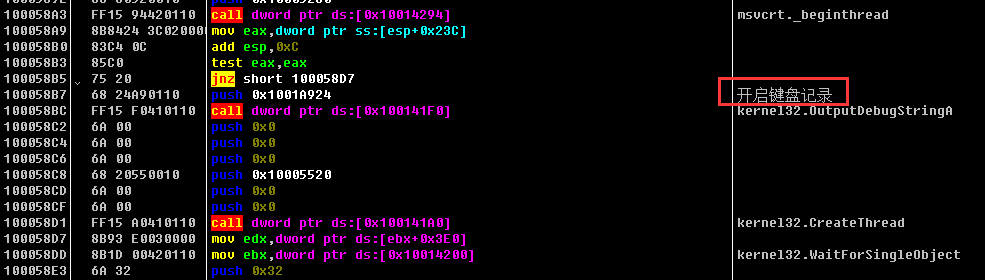 100058A3 FF15 94420110 call dword ptr ds:[0x10014294] msvcrt._beginthread
100058A9 8B8424 3C020000 mov eax,dword ptr ss:[esp+0x23C]
100058B0 83C4 0C add esp,0xC
100058B3 85C0 test eax,eax
100058B5 75 20 jnz short 100058D7
100058B7 68 24A90110 push 0x1001A924 开启键盘记录
100058BC FF15 F0410110 call dword ptr ds:[0x100141F0] kernel32.OutputDebugStringA
100058C2 6A 00 push 0x0
100058C4 6A 00 push 0x0
100058C6 6A 00 push 0x0
100058C8 68 20550010 push 0x10005520
100058CD 6A 00 push 0x0
100058CF 6A 00 push 0x0
100058D1 FF15 A0410110 call dword ptr ds:[0x100141A0] kernel32.CreateThread
100058D7 8B93 E0030000 mov edx,dword ptr ds:[ebx+0x3E0]
100058DD 8B1D 00420110 mov ebx,dword ptr ds:[0x10014200] kernel32.WaitForSingleObject
100058E3 6A 32 push 0x32